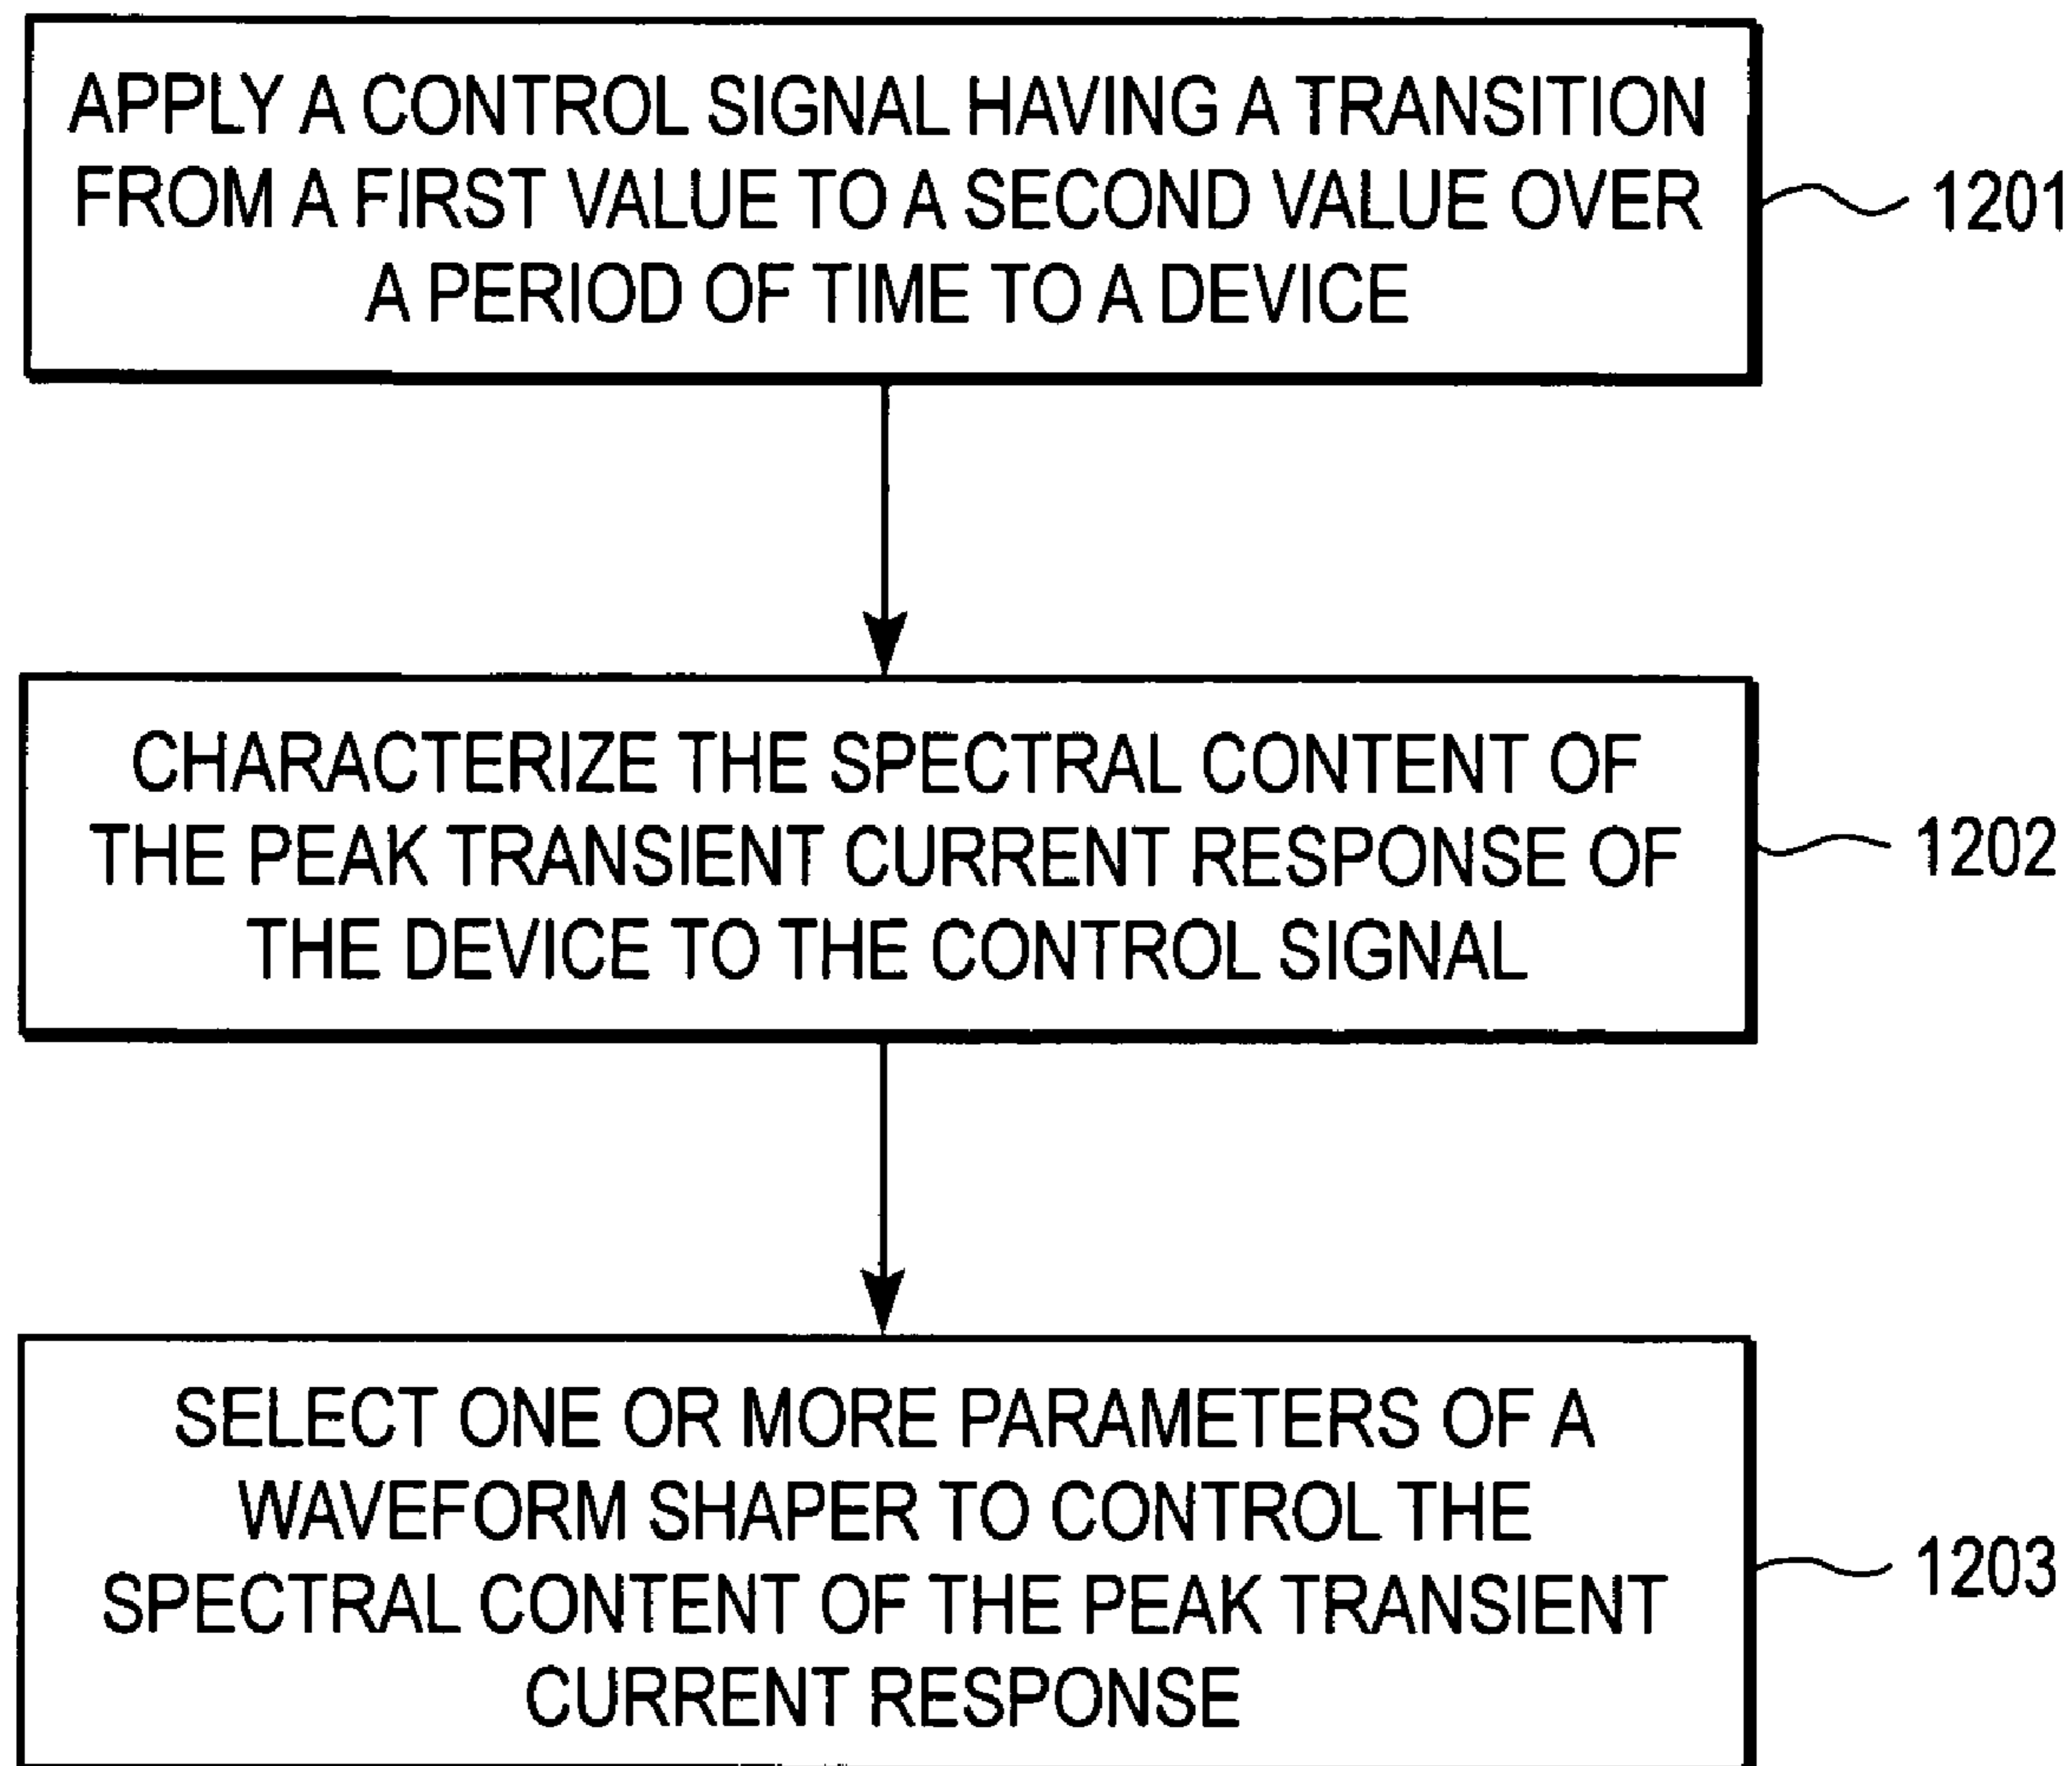 APPLY A CONTROL SIGNAL HAVING A TRANSITION
FROM A FIRST VALUE TO A SECOND VALUE OVER
A PERIOD OF TIME TO A DEVICE
1201
CHARACTERIZE THE SPECTRAL CONTENT OF
THE PEAK TRANSIENT CURRENT RESPONSE OF
THE DEVICE TO THE CONTROL SIGNAL
1202
SELECT ONE OR MORE PARAMETERS OF A
WAVEFORM SHAPER TO CONTROL THE
SPECTRAL CONTENT OF THE PEAK TRANSIENT
CURRENT RESPONSE
1203